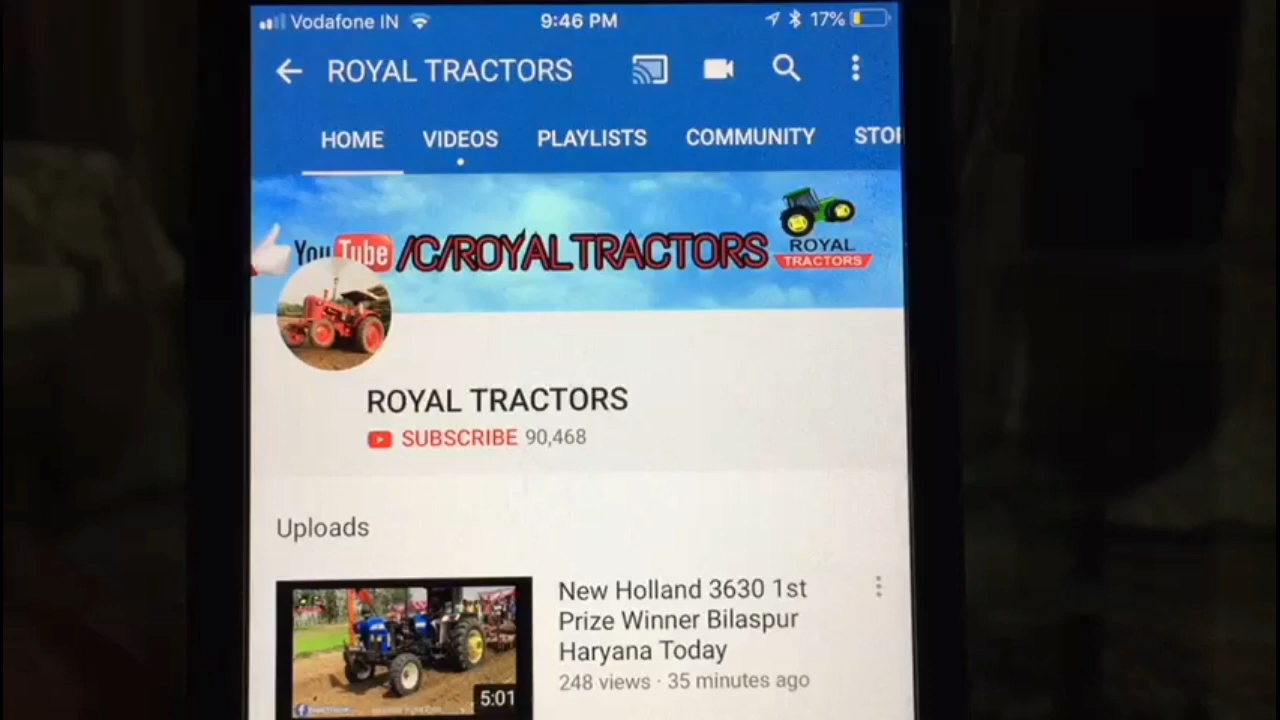 Vodafone IN 9:46 PM 17%
ROYAL TRACTORS
HOME VIDEOS PLAYLISTS COMMUNITY STOR
YouTube /C/ROYALTRACTORS
ROYAL
TRACTORS
ROYAL TRACTORS
SUBSCRIBE 90,468
Uploads
New Holland 3630 1st
Prize Winner Bilaspur
Haryana Today
248 views · 35 minutes ago
5:01